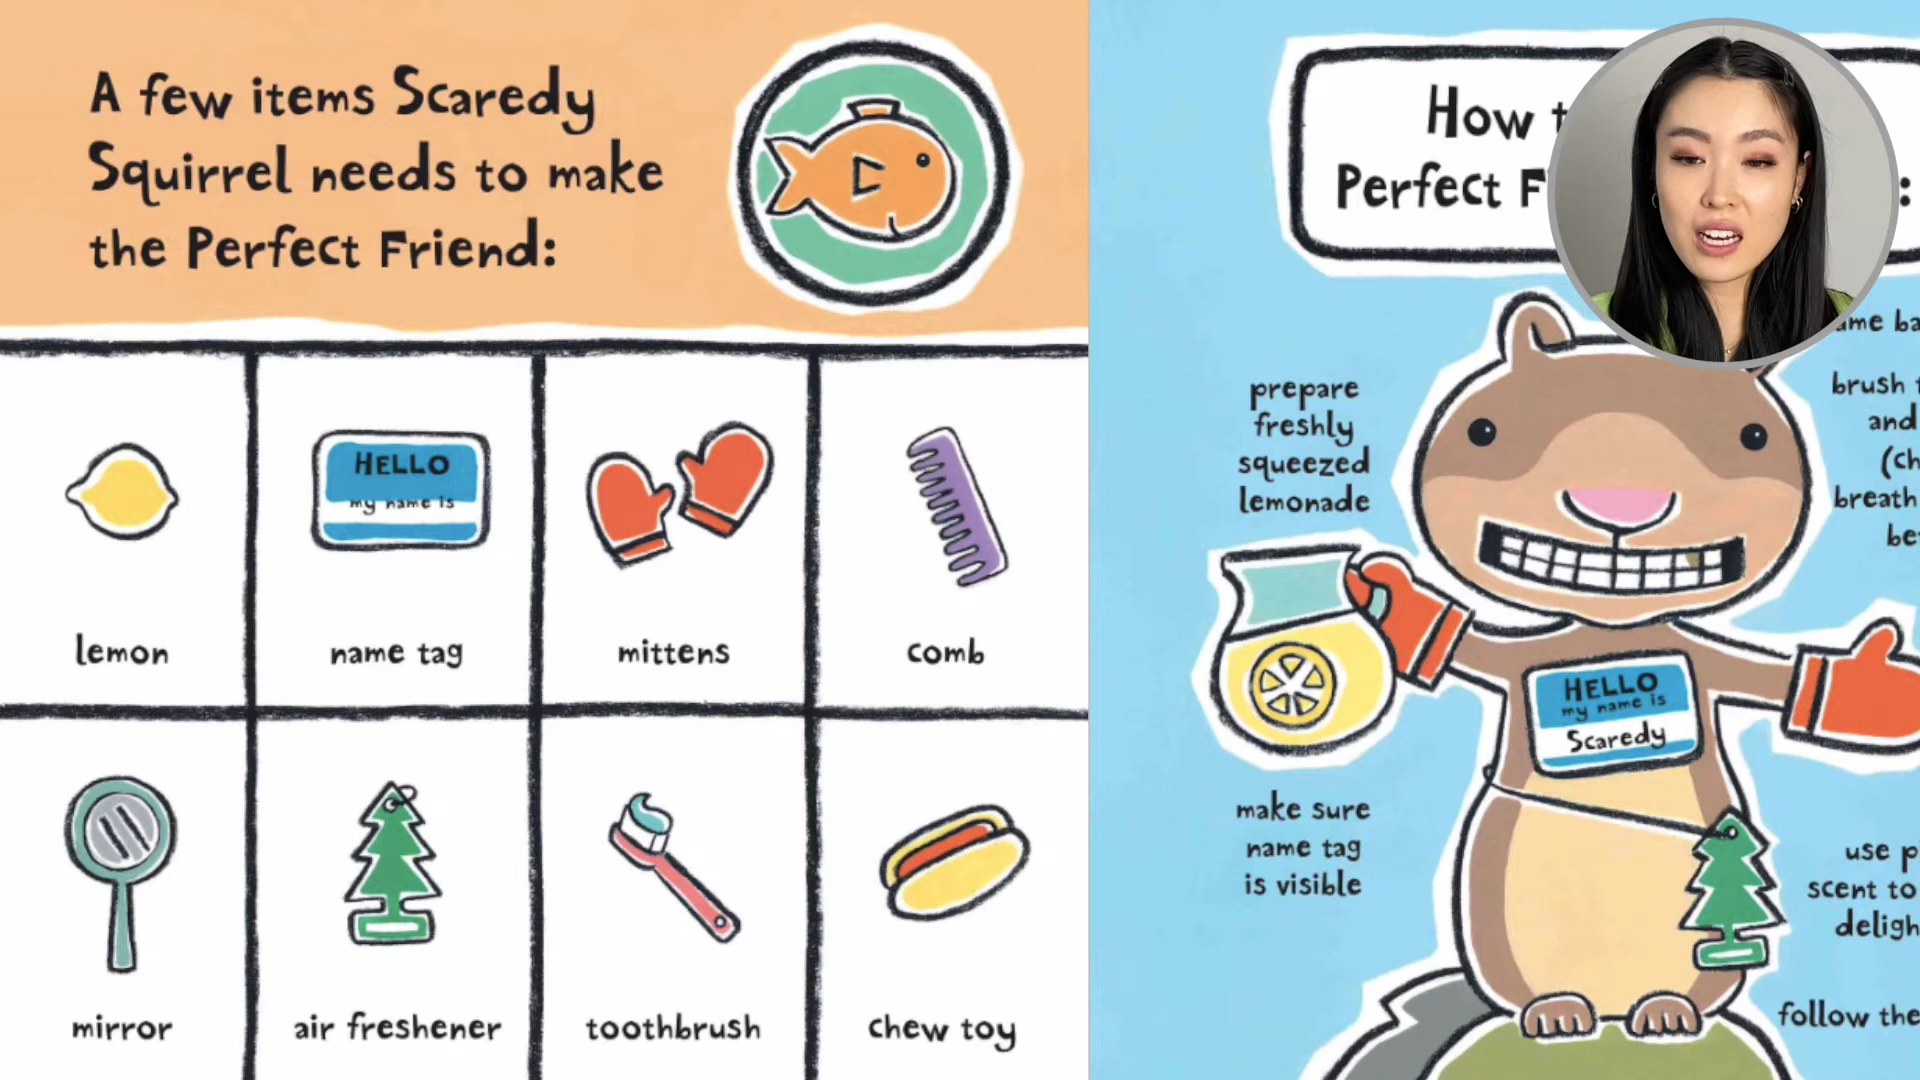 A few items Scaredy
Squirrel needs to make
the Perfect Friend:
HELLO
my name is
lemon
name tag
mittens
comb
mirror
air freshener
toothbrush
chew toy
How
Perfect
prepare
freshly
squeezed
lemonade
brush
and
HELLO
my name is
Scaredy
make sure
name tag
is visible
use
scent to
follow the